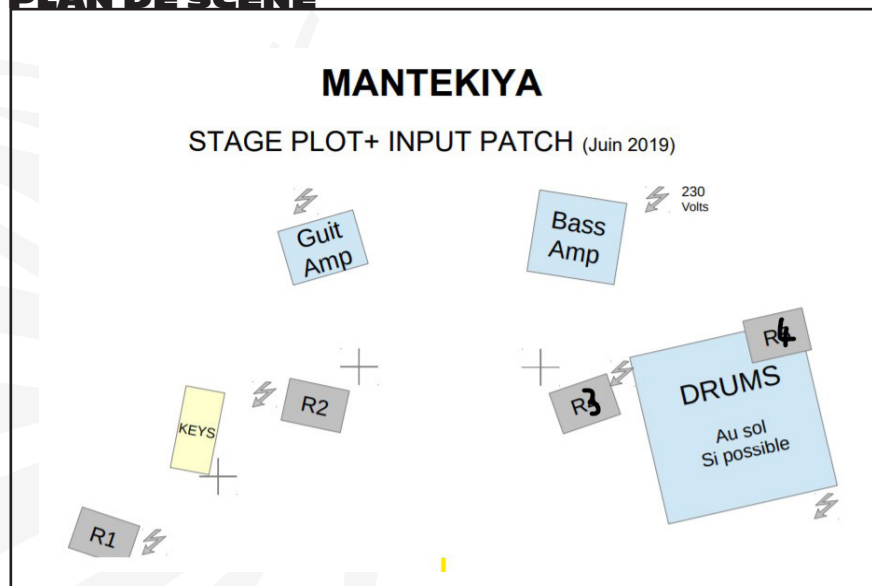 PLAN DE SCÈNE
MANTEKIYA
STAGE PLOT+ INPUT PATCH (Juin 2019)
230
Volts
Guit
Amp
Bass
Amp
R4
DRUMS
Au sol
Si possible
R2
R3
KEYS
R1